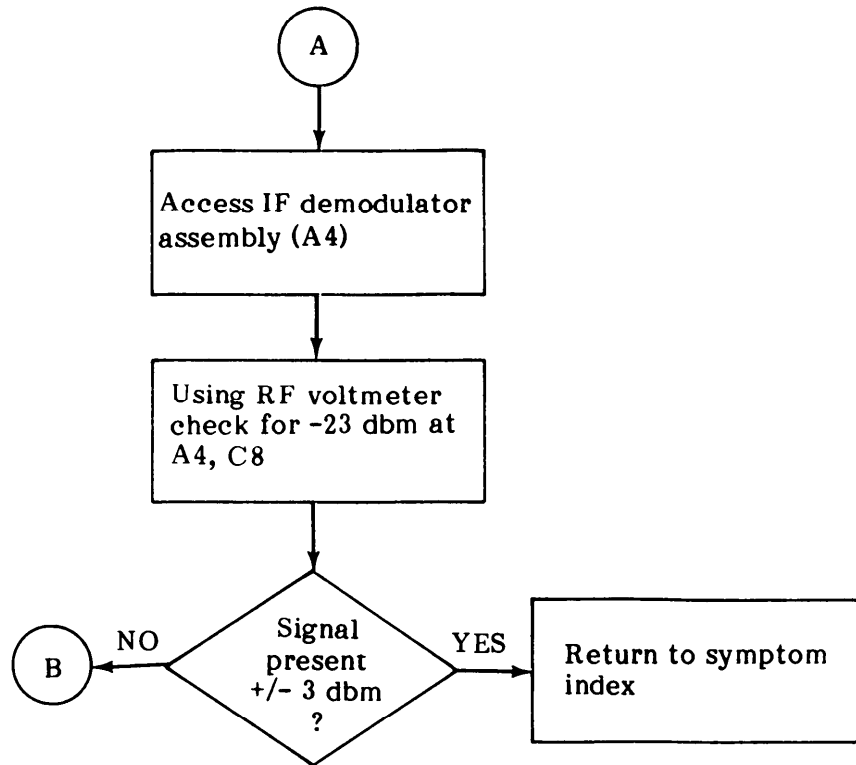 A
Access IF demodulator
assembly (A4)
Using RF voltmeter
check for -23 dbm at
A4, C8
Signal
present
+/- 3 dbm
?
NO
B
YES
Return to symptom
index